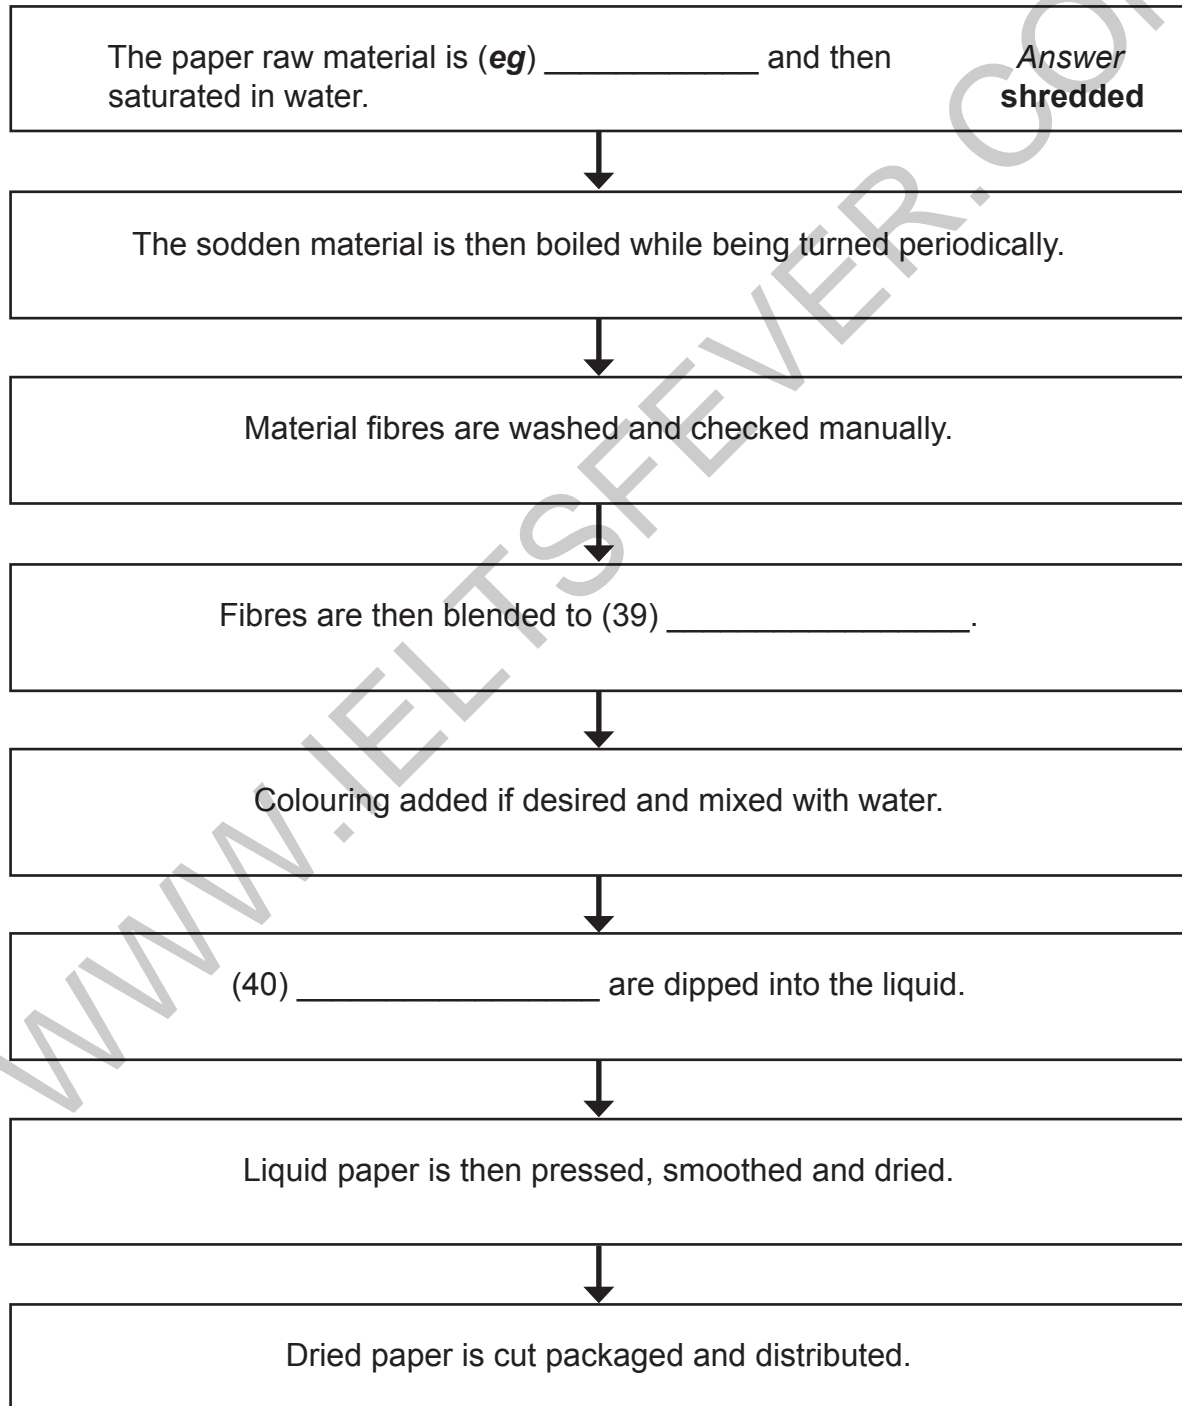 The paper raw material is (eg) ____________ and then
saturated in water.
Answer
shredded
The sodden material is then boiled while being turned periodically.
Material fibres are washed and checked manually.
Fibres are then blended to (39) _________________.
Colouring added if desired and mixed with water.
(40) _________________ are dipped into the liquid.
Liquid paper is then pressed, smoothed and dried.
Dried paper is cut packaged and distributed.
WWW.IELTSFEVER.COM